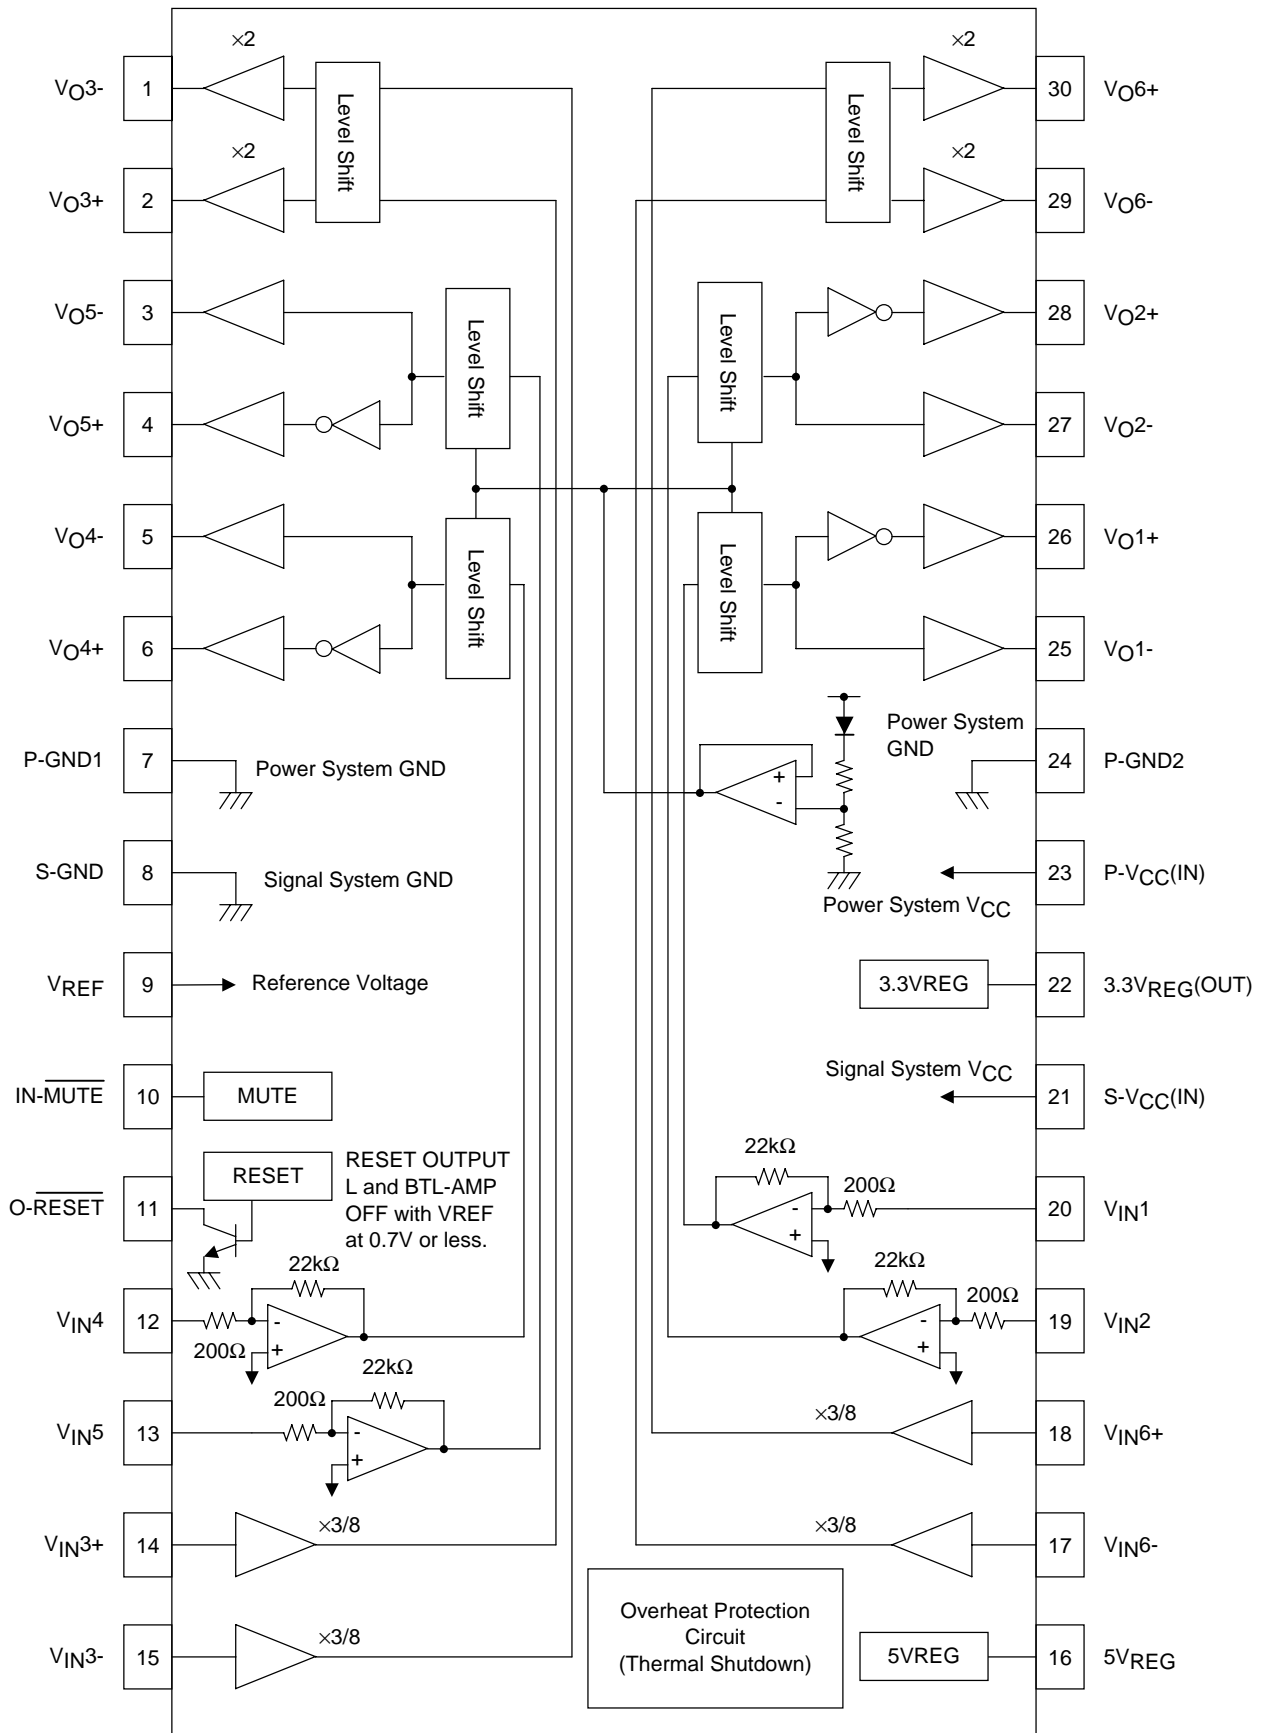 ×2
×2
VO3- 1
Level Shift
Level Shift
30 VO6+
×2
×2
VO3+ 2
29 VO6-
VO5- 3
Level Shift
Level Shift
28 VO2+
VO5+ 4
27 VO2-
VO4- 5
Level Shift
Level Shift
26 VO1+
VO4+ 6
25 VO1-
P-GND1 7
Power System GND
+
-
Power System
GND
24 P-GND2
S-GND 8
Signal System GND
23 P-VCC(IN)
Power System VCC
VREF 9
Reference Voltage
3.3VREG
22 3.3VREG(OUT)
IN-MUTE 10
MUTE
Signal System VCC
21 S-VCC(IN)
O-RESET 11
RESET
RESET OUTPUT
L and BTL-AMP
OFF with VREF
at 0.7V or less.
22kΩ
200Ω
-
+
20 VIN1
VIN4 12
22kΩ
200Ω
-
+
22kΩ
200Ω
-
+
19 VIN2
VIN5 13
22kΩ
200Ω
-
+
×3/8
18 VIN6+
VIN3+ 14
×3/8
×3/8
17 VIN6-
VIN3- 15
×3/8
Overheat Protection
Circuit
(Thermal Shutdown)
5VREG
16 5VREG